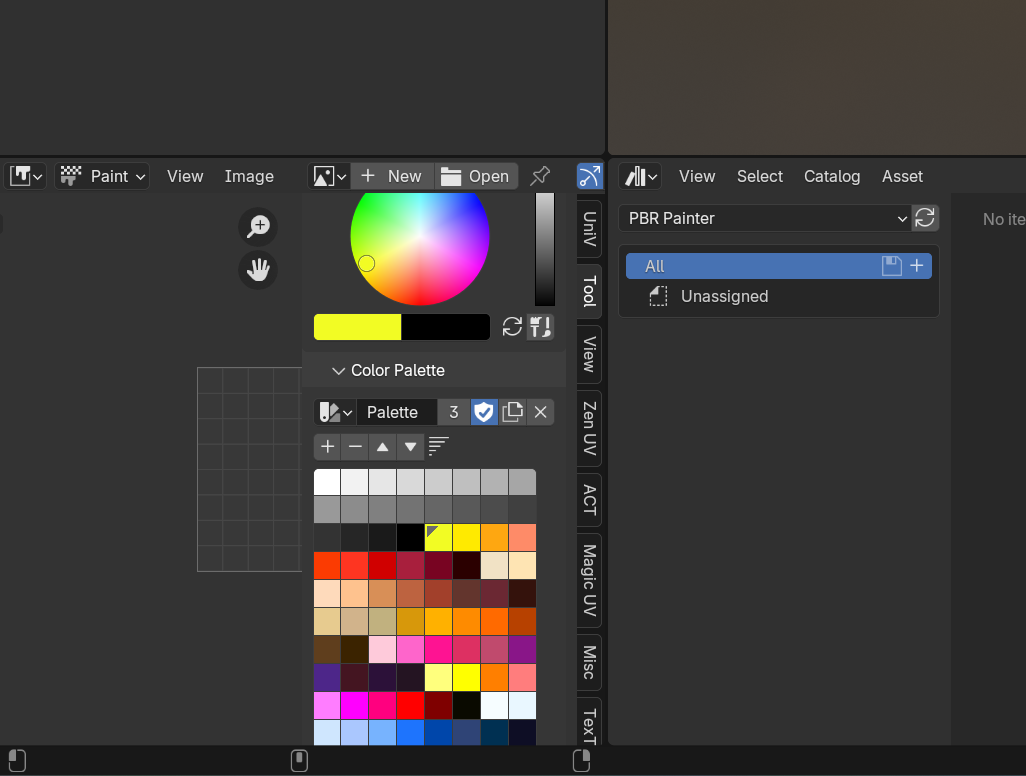 Paint View Image New Open
View Select Catalog Asset
PBR Painter
No ite
All
Unassigned
UniV
Tool
View
Zen UV
ACT
Magic UV
Misc
TexT
Color Palette
Palette 3